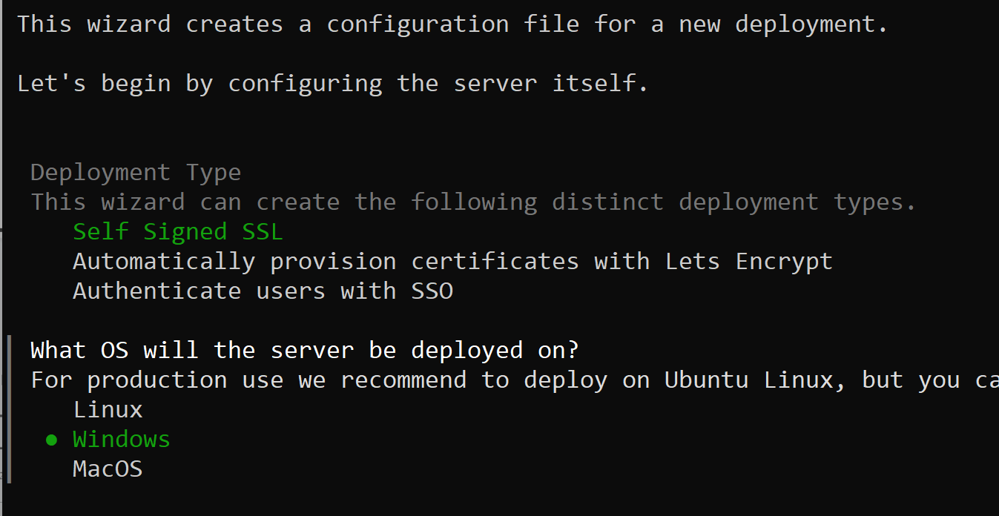 This wizard creates a configuration file for a new deployment.
Let's begin by configuring the server itself.
Deployment Type
This wizard can create the following distinct deployment types.
Self Signed SSL
Automatically provision certificates with Lets Encrypt
Authenticate users with SSO
What OS will the server be deployed on?
For production use we recommend to deploy on Ubuntu Linux, but you ca
Linux
Windows
MacOS